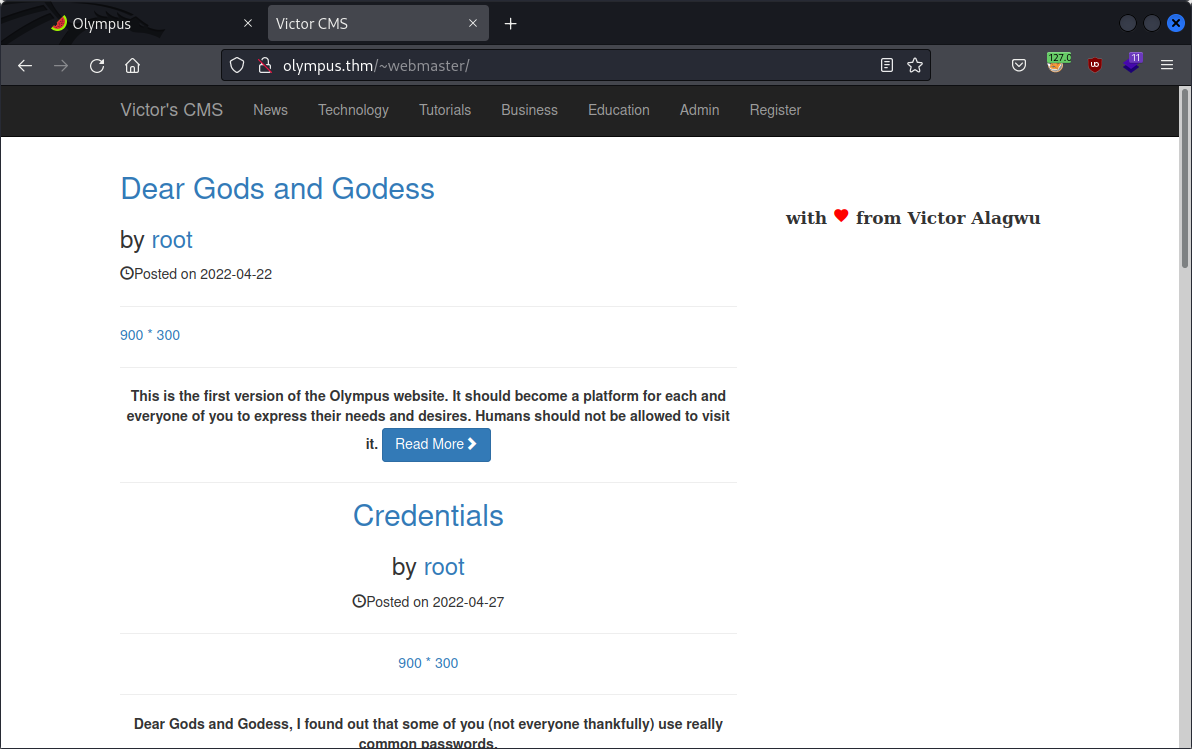 Olympus
Victor CMS
olympus.thm/~webmaster/
127.0
UD
11
Victor's CMS News Technology Tutorials Business Education Admin Register
Dear Gods and Godess
with ❤ from Victor Alagwu
by root
Posted on 2022-04-22
900 * 300
This is the first version of the Olympus website. It should become a platform for each and
everyone of you to express their needs and desires. Humans should not be allowed to visit
it. Read More
Credentials
by root
Posted on 2022-04-27
900 * 300
Dear Gods and Godess, I found out that some of you (not everyone thankfully) use really
common passwords.